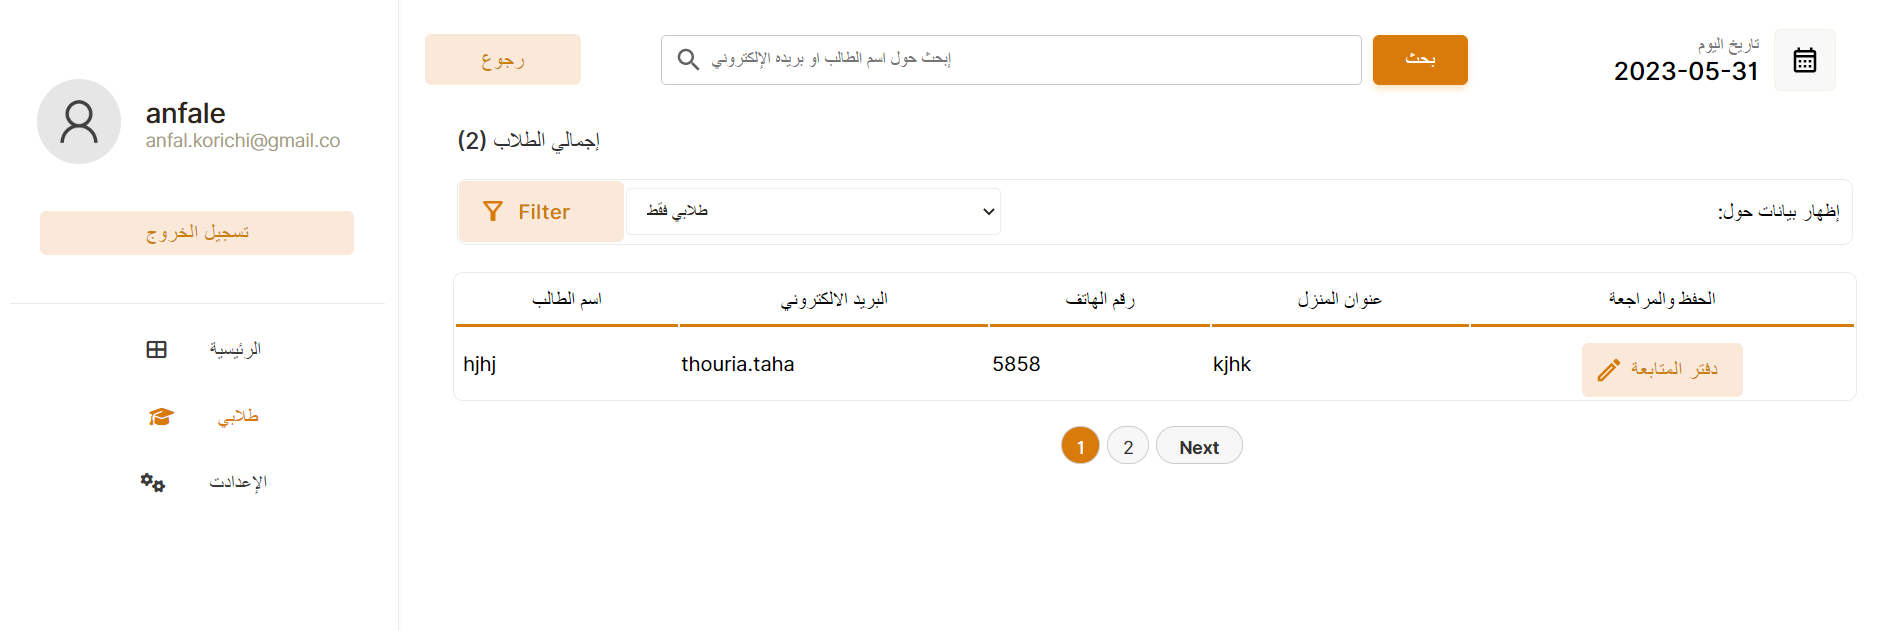 anfale
anfal.korichi@gmail.co
تسجيل الخروج
الرئيسية
طلابي
الإعدادت
رجوع
إبحث حول اسم الطالب او بريده الإلكتروني
بحث
تاريخ اليوم
2023-05-31
إجمالي الطلاب (2)
Filter
طلابي فقط
إظهار بيانات حول:
اسم الطالب
البريد الالكتروني
رقم الهاتف
عنوان المنزل
الحفظ والمراجعة
hjhj
thouria.taha
5858
kjhk
دفتر المتابعة
1
2
Next